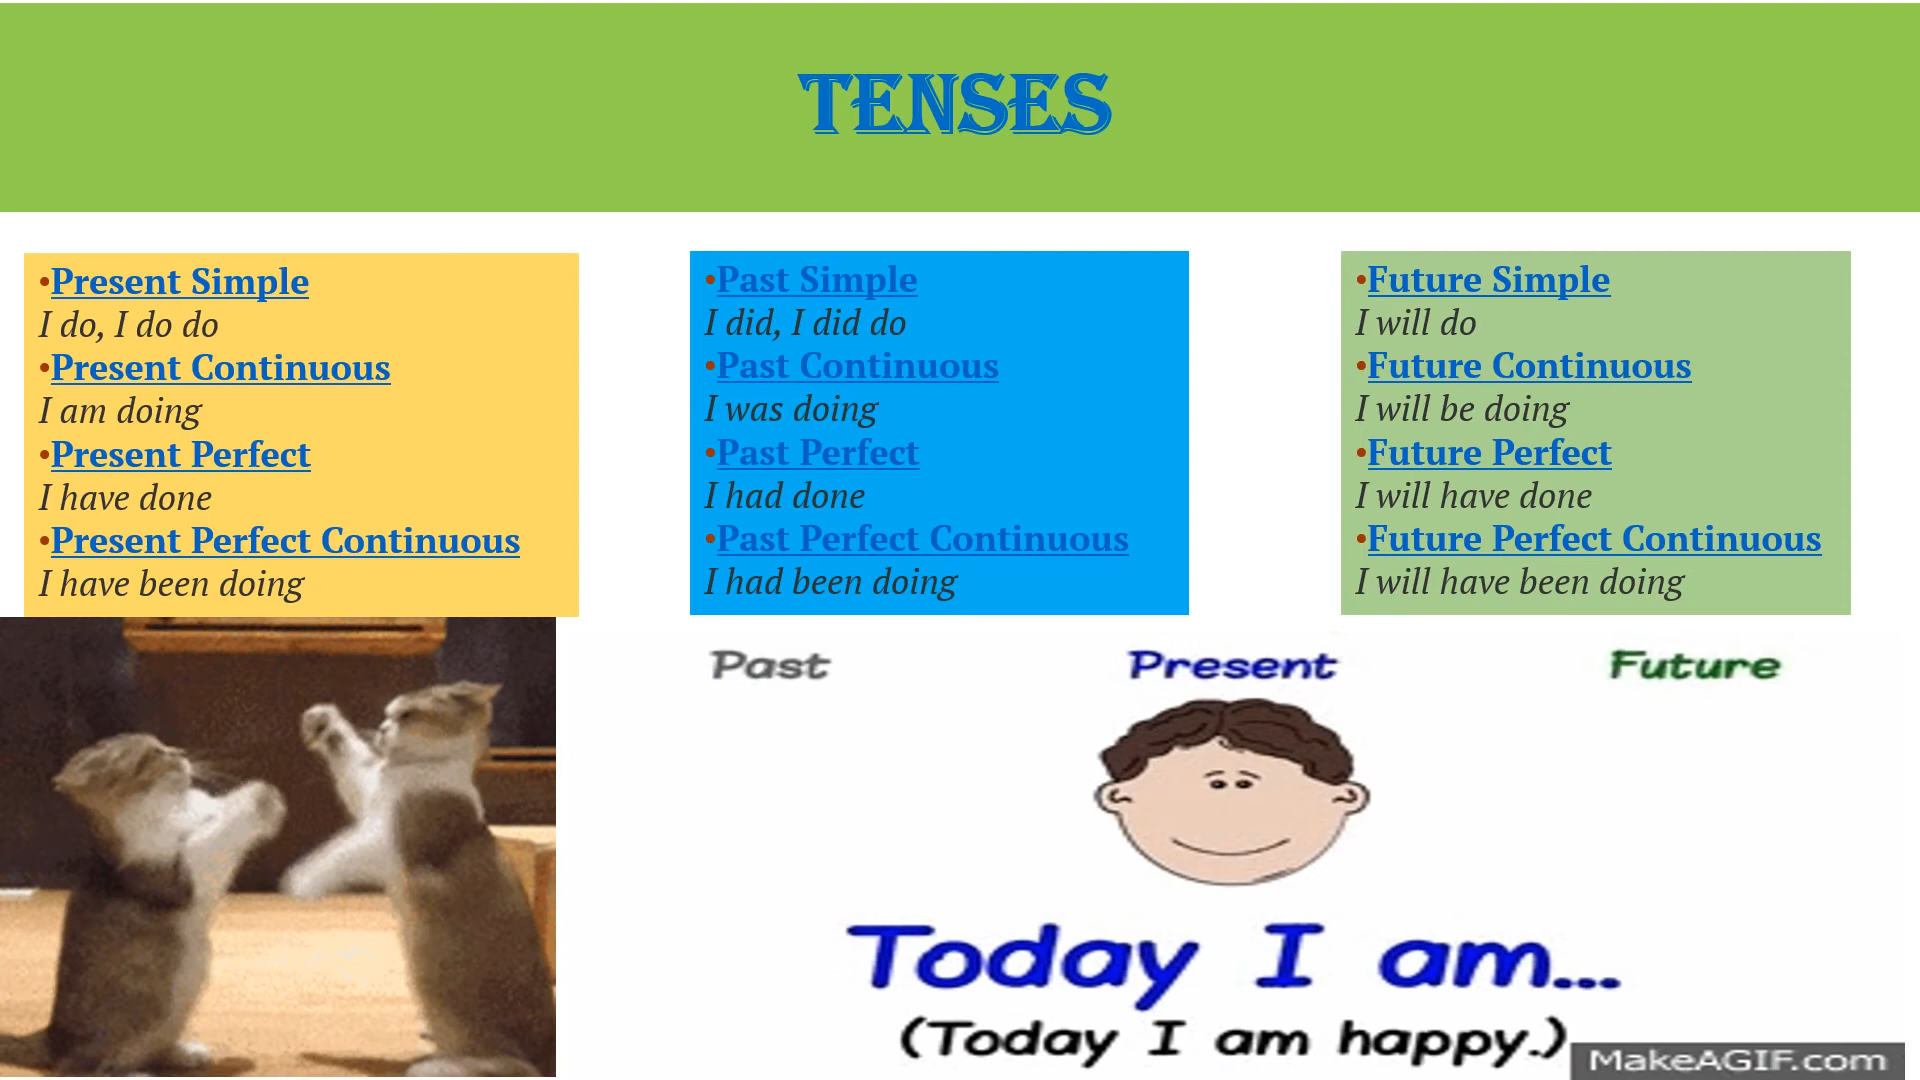 TENSES
•Present Simple
I do, I do do
•Present Continuous
I am doing
•Present Perfect
I have done
•Present Perfect Continuous
I have been doing
•Past Simple
I did, I did do
•Past Continuous
I was doing
•Past Perfect
I had done
•Past Perfect Continuous
I had been doing
•Future Simple
I will do
•Future Continuous
I will be doing
•Future Perfect
I will have done
•Future Perfect Continuous
I will have been doing
Past Present Future
Today I am...
(Today I am happy.)
MakeAGIF.com